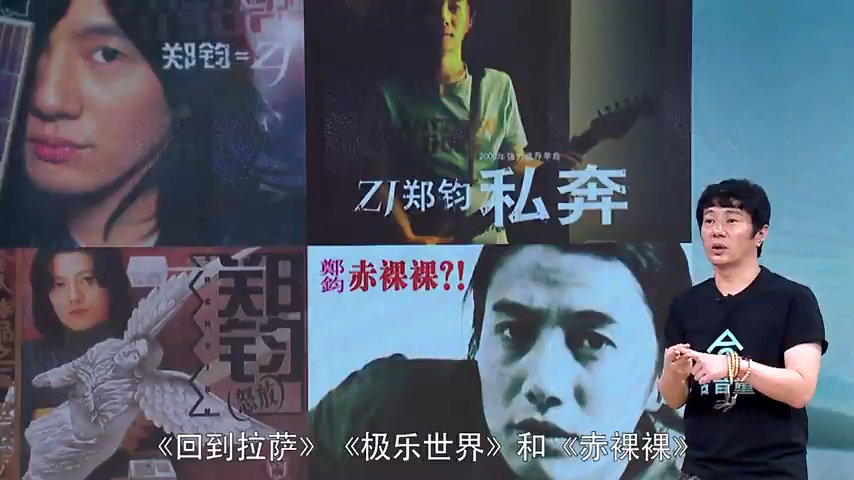 郑钧=ZJ
2000年强力推荐单曲
ZJ郑钧 私奔
郑钧
(怒放)
鄭鈞 赤裸裸?!
《回到拉萨》《极乐世界》和《赤裸裸》